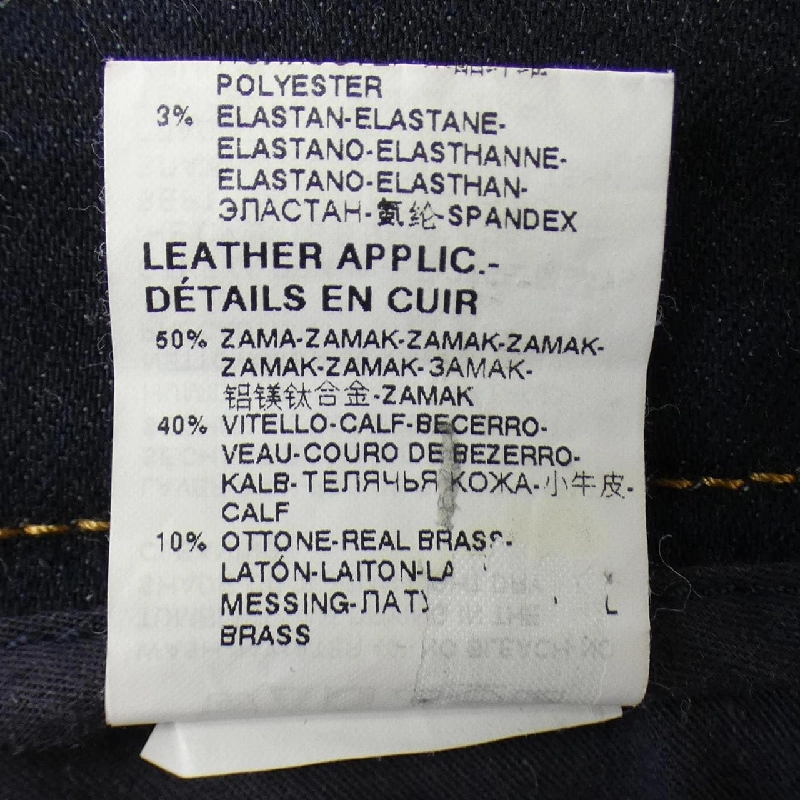 POLYESTER
3% ELASTAN-ELASTANE-
ELASTANO-ELASTHANNE-
ELASTANO-ELASTHAN-
ЭЛАСТАН-氨纶-SPANDEX
LEATHER APPLIC.-
DÉTAILS EN CUIR
50% ZAMA-ZAMAK-ZAMAK-ZAMAK-
ZAMAK-ZAMAK-ЗАМАК-
铝镁钛合金-ZAMAK
40% VITELLO-CALF-BECERRO-
VEAU-COURO DE BEZERRO-
KALB-ТЕЛЯЧЬЯ КОЖА-小牛皮-
CALF
10% OTTONE-REAL BRASS-
LATÓN-LAITON-
MESSING-
BRASS